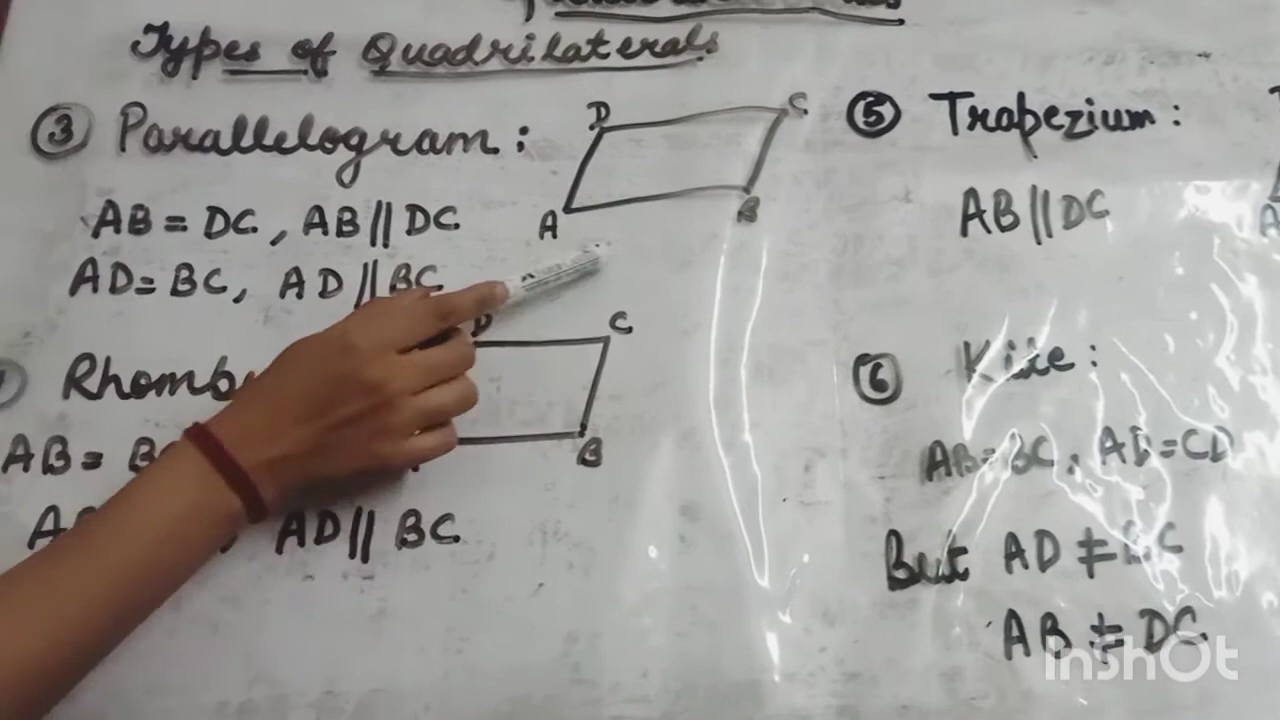 Types of Quadrilaterals
③ Parallelogram :
D C
A B
AB = DC, AB || DC
AD = BC, AD || BC
C
B
AB =
AD || BC
⑤ Trapezium :
AB || DC
A
⑥ Kite :
AB = BC, AD = CD
But AD ≠ BC
AB ≠ DC
InShOt